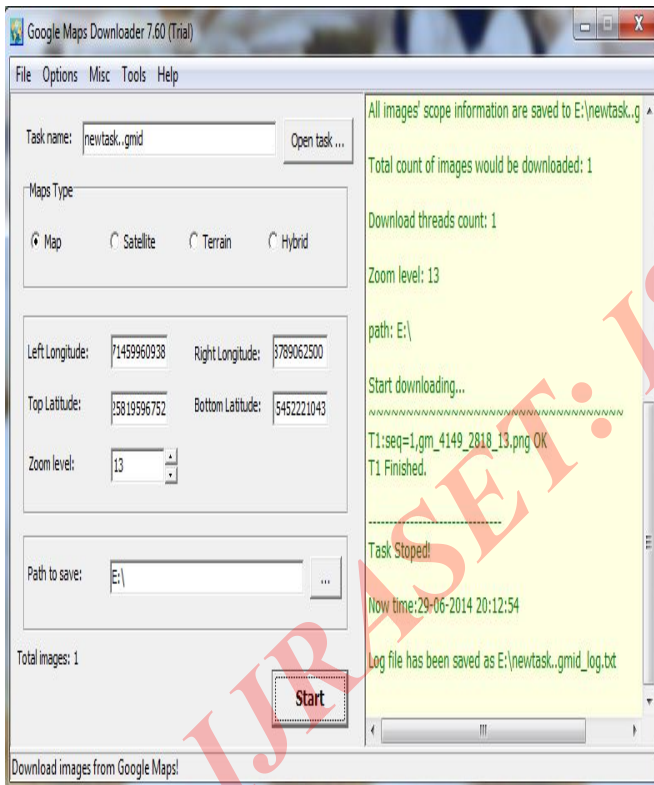 Google Maps Downloader 7.60 (Trial)
File Options Misc Tools Help
Task name: newtask..gmid Open task ...
Maps Type
Map Satellite Terrain Hybrid
Left Longitude: 71459960938 Right Longitude: 3789062500
Top Latitude: 25819596752 Bottom Latitude: 5452221043
Zoom level: 13
Path to save: E:\ ...
Total images: 1
Start
Download images from Google Maps!
All images' scope information are saved to E:\newtask..g
Total count of images would be downloaded: 1
Download threads count: 1
Zoom level: 13
path: E:\
Start downloading...
~~~~~~~~~~~~~~~~~~~~~~~~~~~~~~~~~~
T1:seq=1,gm_4149_2818_13.png OK
T1 Finished.
--------------------------------
Task Stoped!
Now time:29-06-2014 20:12:54
Log file has been saved as E:\newtask..gmid_log.txt
IJRASET: I